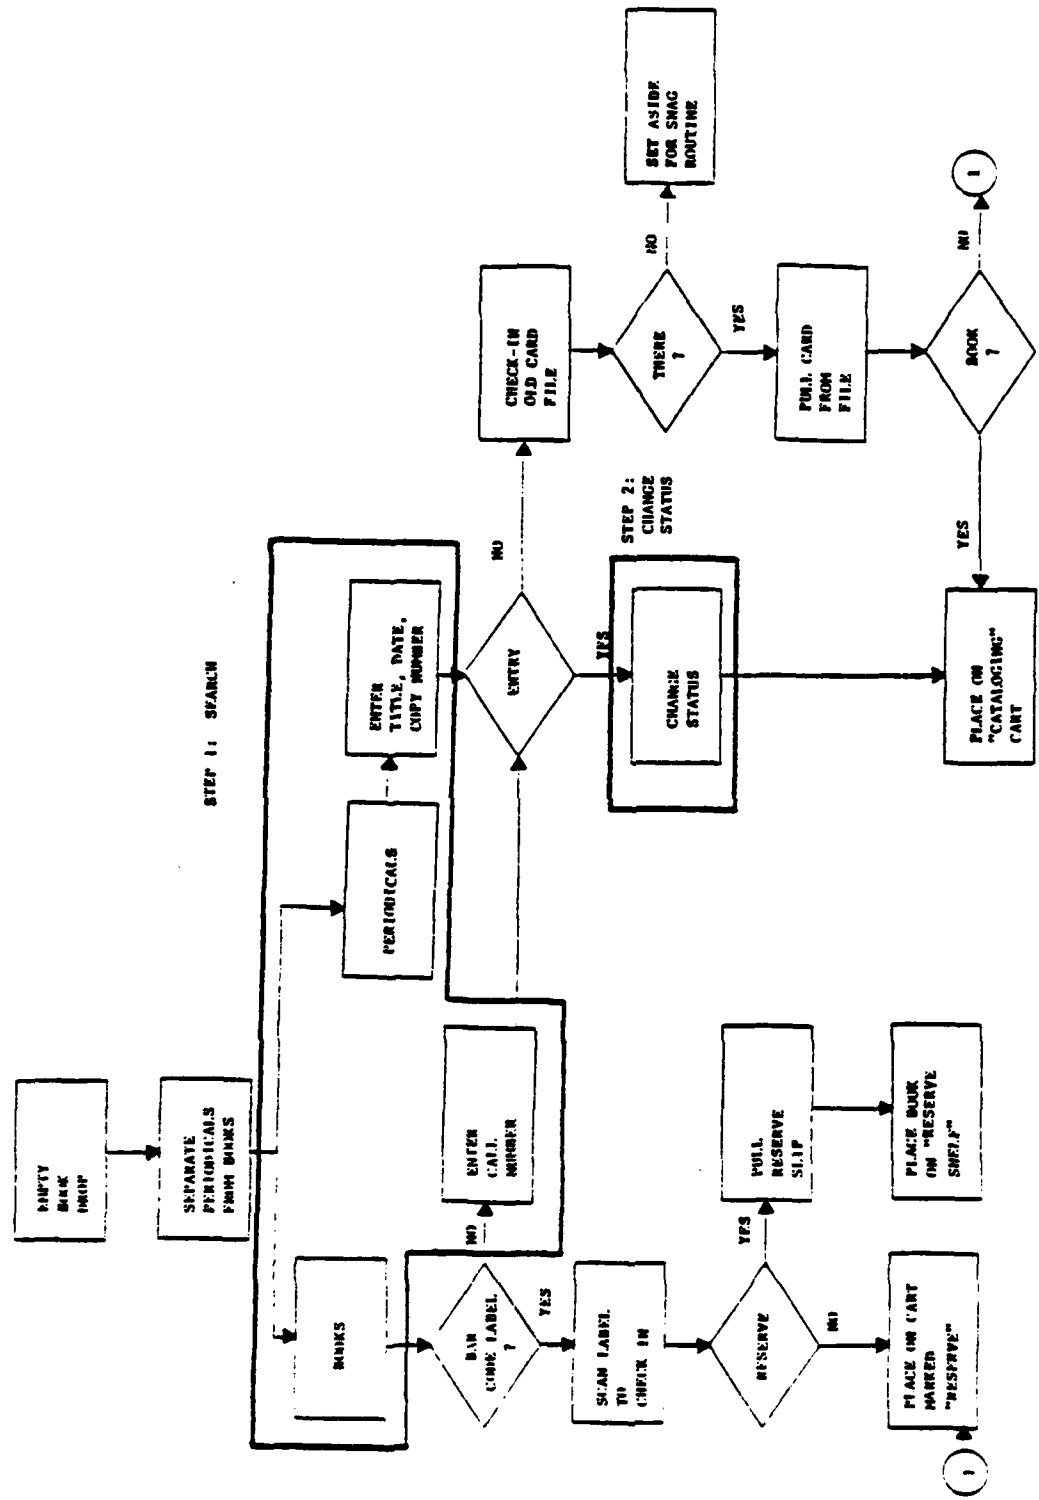 EMPTY
BOOK
DROP
SEPARATE
PERIODICALS
FROM BOOKS
STEP 1: SEARCH
BOOKS
PERIODICALS
ENTER
TITLE, DATE,
COPY NUMBER
BAR
CODE LABEL
?
NO
YES
ENTER
CALL
NUMBER
ENTRY
NO
YES
CHECK-IN
OLD CARD
FILE
SCAN LABEL
TO
CHECK IN
STEP 2:
CHANGE
STATUS
CHANGE
STATUS
THERE
?
NO
YES
SET ASIDE
FOR SNAG
ROUTINE
RESERVE
YES
NO
PULL
RESERVE
SLIP
PULL CARD
FROM
FILE
PLACE ON CART
MARKED
"RESERVE"
PLACE BOOK
ON "RESERVE
SHELF"
PLACE ON
"CATALOGING"
CART
YES
BOOK
?
NO
1
1